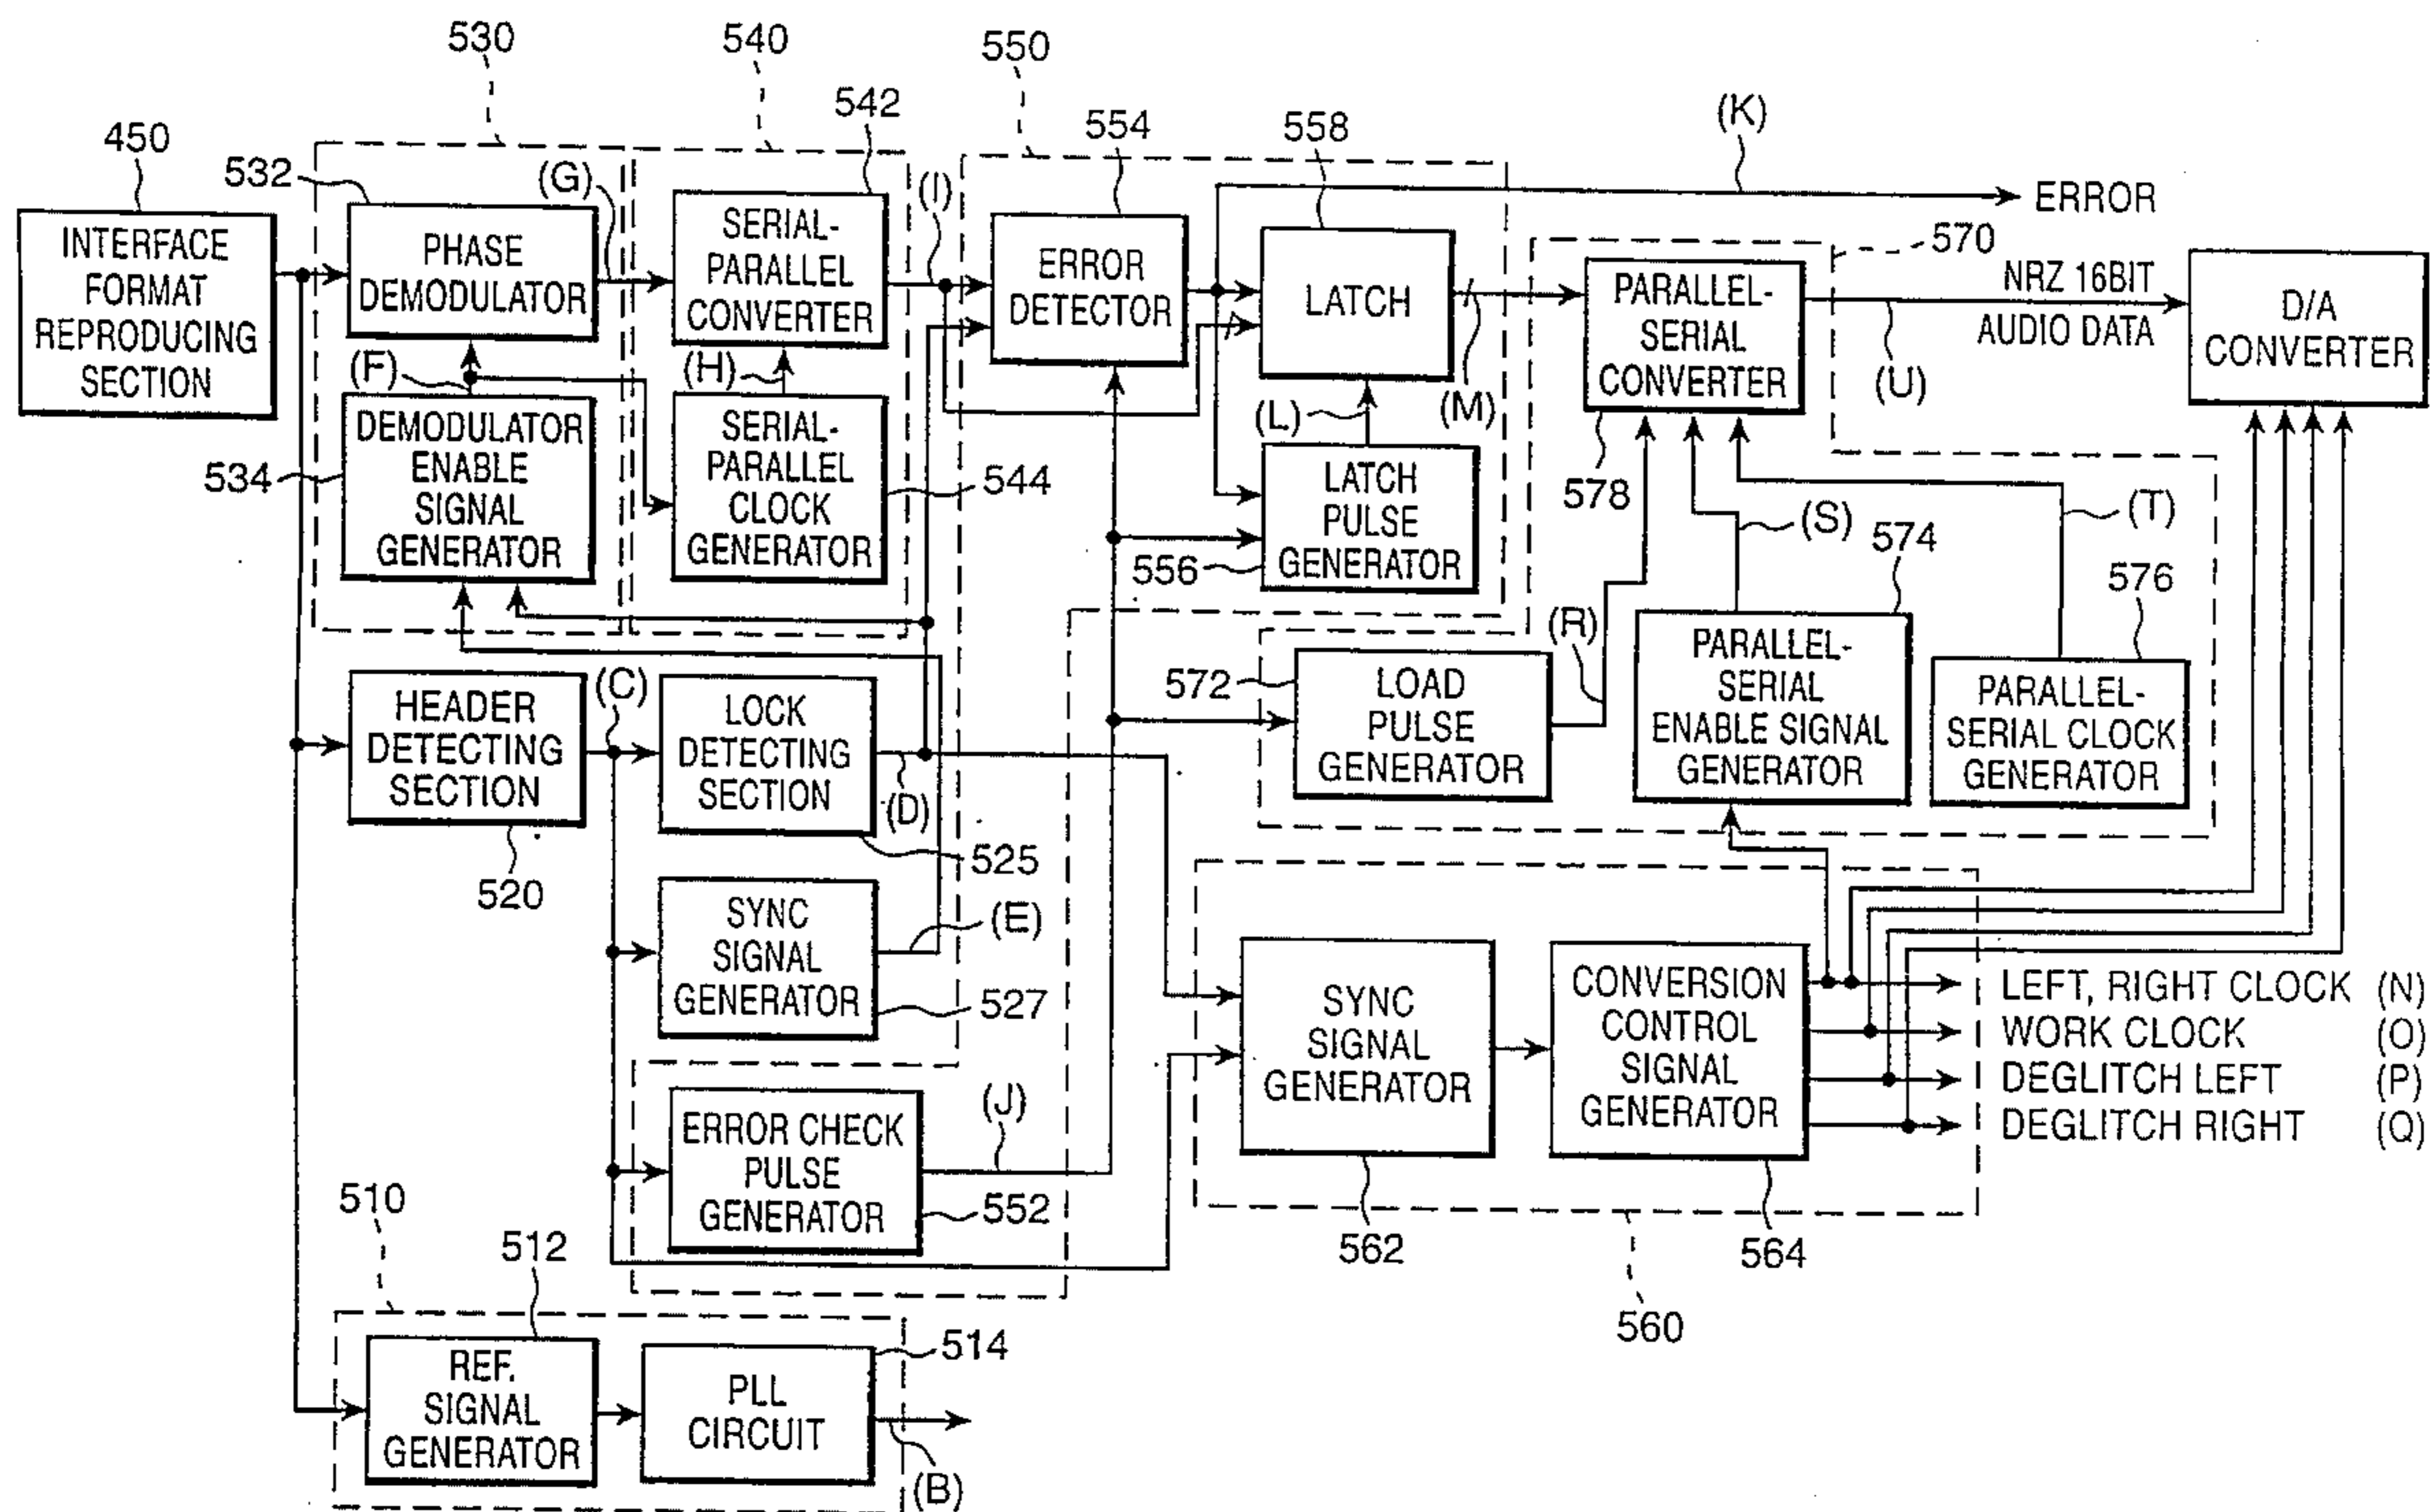 530
540
550
542
554
558
(K)
450
532
(G)
(I)
ERROR
570
INTERFACE
FORMAT
REPRODUCING
SECTION
PHASE
DEMODULATOR
SERIAL-
PARALLEL
CONVERTER
ERROR
DETECTOR
LATCH
PARALLEL-
SERIAL
CONVERTER
NRZ 16BIT
AUDIO DATA
(U)
D/A
CONVERTER
(F)
(H)
(L)
(M)
578
534
DEMODULATOR
ENABLE
SIGNAL
GENERATOR
SERIAL-
PARALLEL
CLOCK
GENERATOR
544
LATCH
PULSE
GENERATOR
556
(S)
574
(T)
576
(R)
(C)
HEADER
DETECTING
SECTION
520
LOCK
DETECTING
SECTION
(D)
525
572
LOAD
PULSE
GENERATOR
PARALLEL-
SERIAL
ENABLE SIGNAL
GENERATOR
PARALLEL-
SERIAL CLOCK
GENERATOR
SYNC
SIGNAL
GENERATOR
(E)
527
SYNC
SIGNAL
GENERATOR
562
CONVERSION
CONTROL
SIGNAL
GENERATOR
564
LEFT, RIGHT CLOCK (N)
WORK CLOCK (O)
DEGLITCH LEFT (P)
DEGLITCH RIGHT (Q)
ERROR CHECK
PULSE
GENERATOR
(J)
552
560
510
512
514
REF.
SIGNAL
GENERATOR
PLL
CIRCUIT
(B)